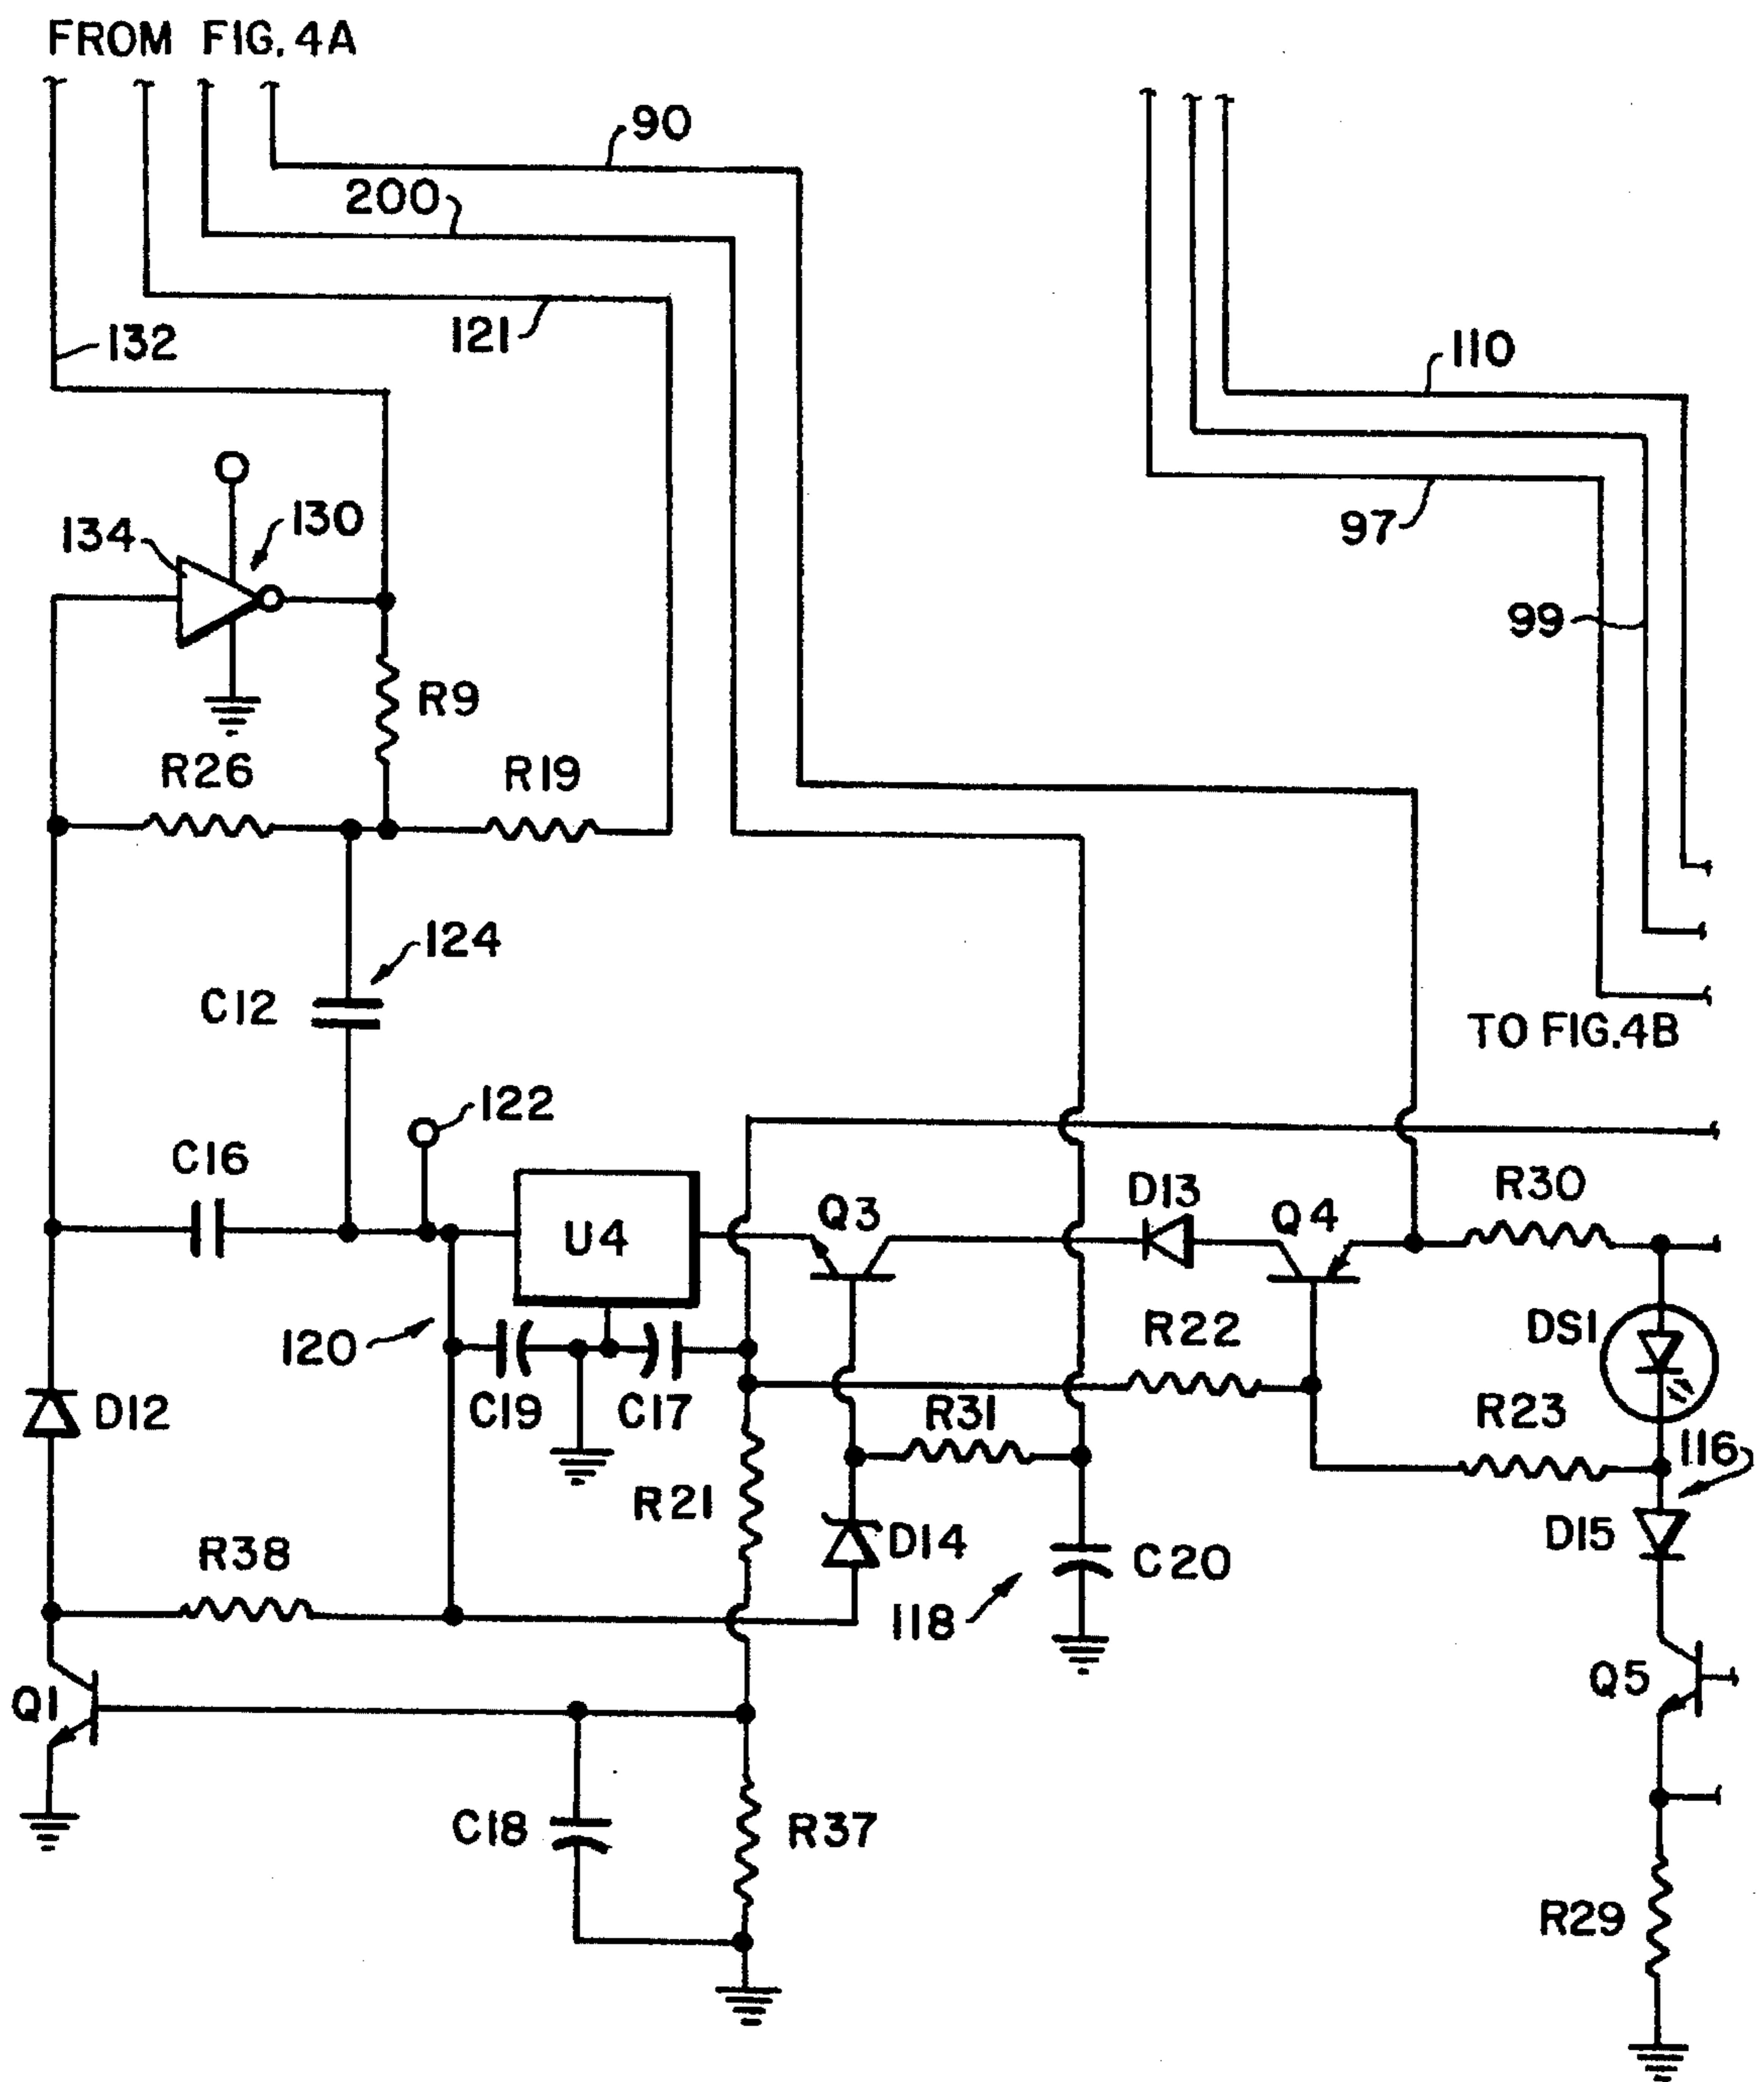 FROM FIG. 4A
90
200
121
132
110
97
134
130
99
R9
R26
R19
124
C12
TO FIG. 4B
122
C16
U4
Q3
D13
Q4
R30
120
C19
C17
R22
DS1
D12
R31
R23
116
R21
D14
D15
R38
C20
118
Q1
Q5
C18
R37
R29